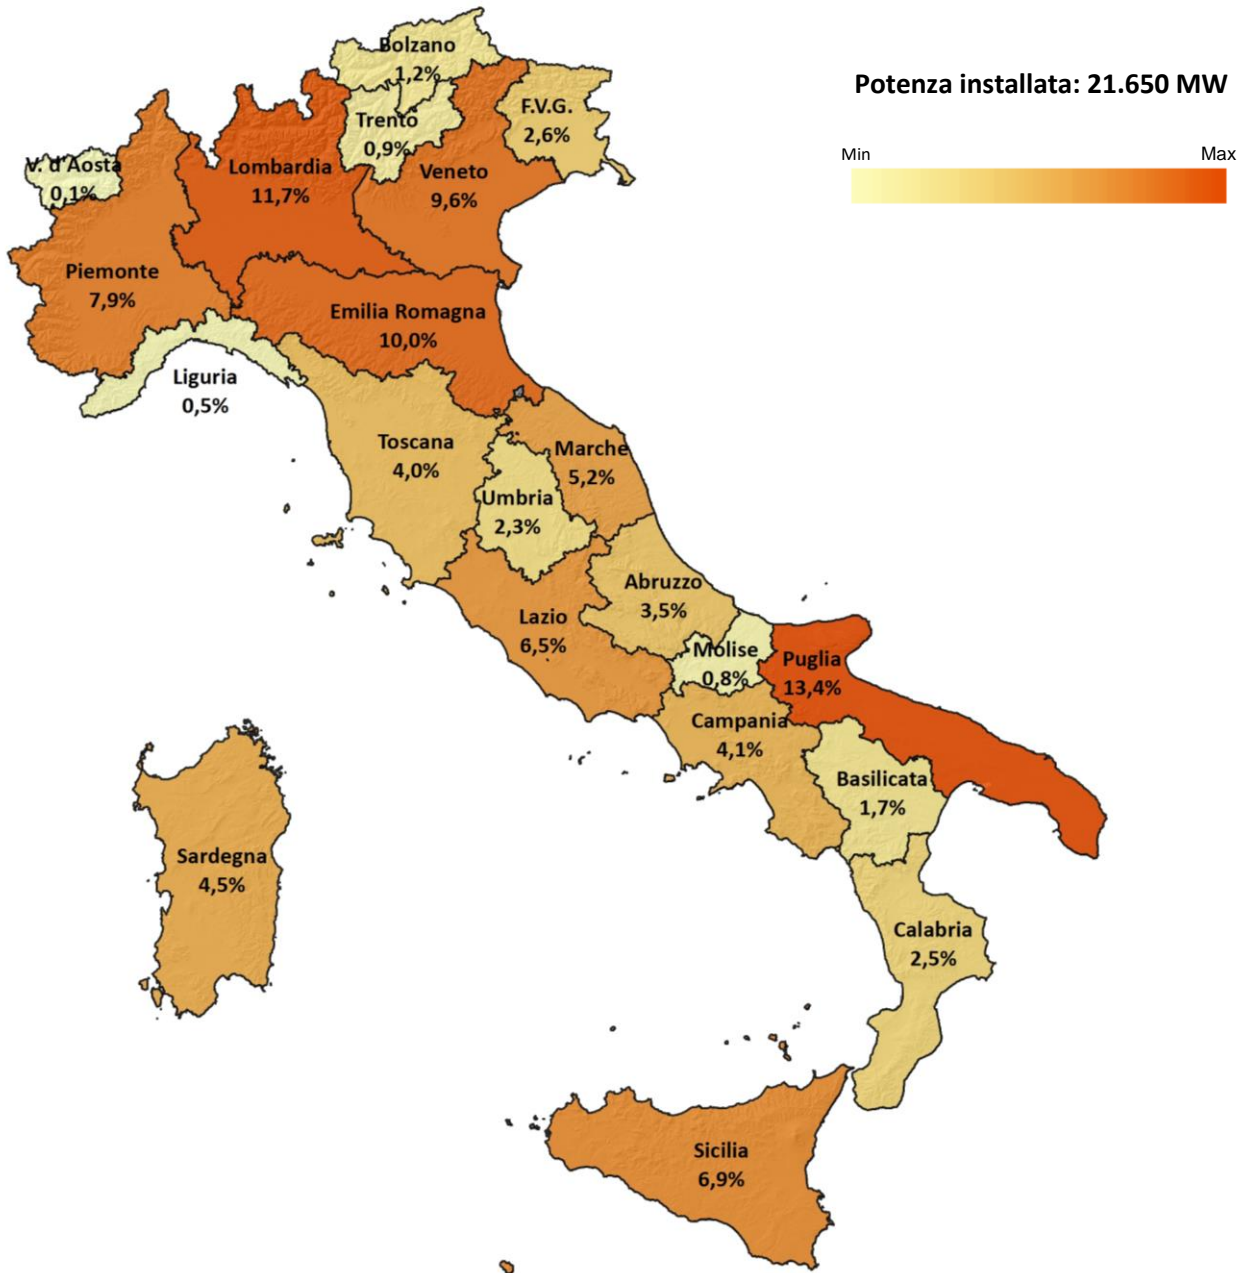 Potenza installata: 21.650 MW
Min
Max
Bolzano
1,2%
Trento
0,9%
F.V.G.
2,6%
V. d'Aosta
0,1%
Lombardia
11,7%
Veneto
9,6%
Piemonte
7,9%
Emilia Romagna
10,0%
Liguria
0,5%
Toscana
4,0%
Marche
5,2%
Umbria
2,3%
Abruzzo
3,5%
Lazio
6,5%
Molise
0,8%
Puglia
13,4%
Campania
4,1%
Basilicata
1,7%
Sardegna
4,5%
Calabria
2,5%
Sicilia
6,9%